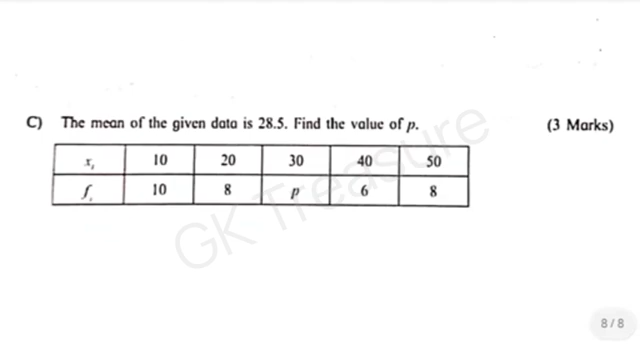 C) The mean of the given data is 28.5. Find the value of p. (3 Marks)
xᵢ 10 20 30 40 50
fᵢ 10 8 p 6 8
GK Treasure
8/8